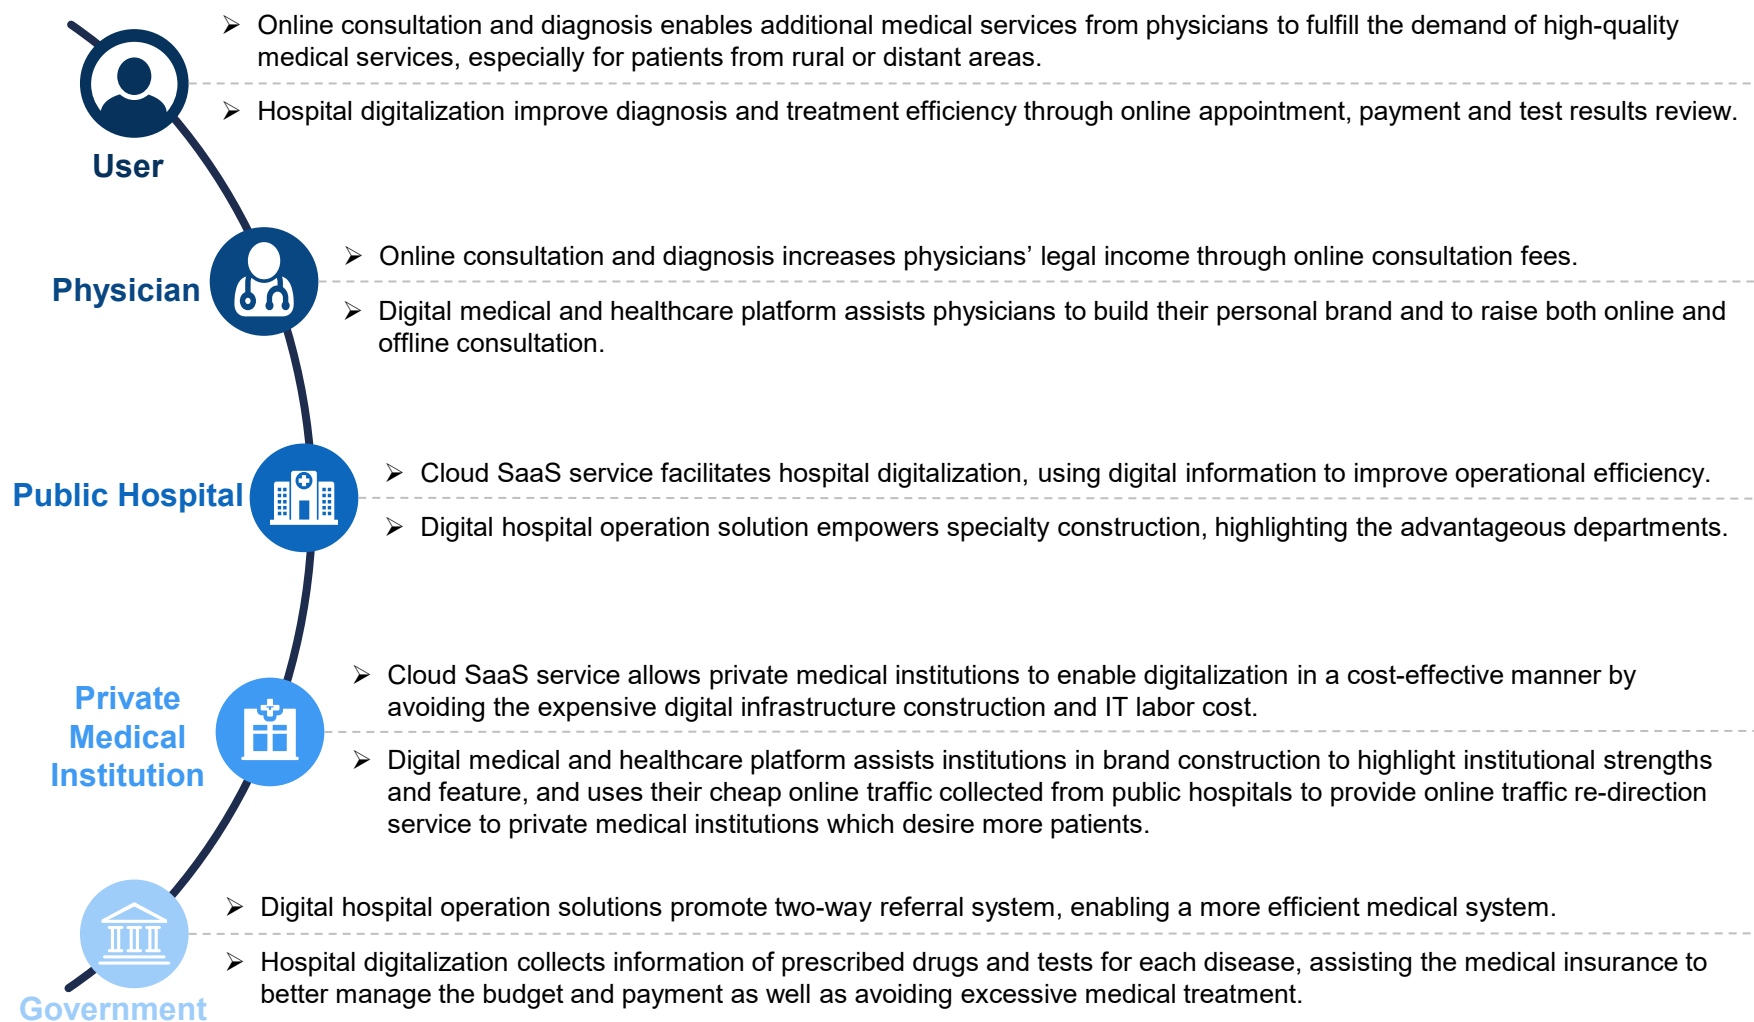 ➢ Online consultation and diagnosis enables additional medical services from physicians to fulfill the demand of high-quality
medical services, especially for patients from rural or distant areas.
➢ Hospital digitalization improve diagnosis and treatment efficiency through online appointment, payment and test results review.
User
➢ Online consultation and diagnosis increases physicians’ legal income through online consultation fees.
Physician
➢ Digital medical and healthcare platform assists physicians to build their personal brand and to raise both online and
offline consultation.
➢ Cloud SaaS service facilitates hospital digitalization, using digital information to improve operational efficiency.
Public Hospital
➢ Digital hospital operation solution empowers specialty construction, highlighting the advantageous departments.
➢ Cloud SaaS service allows private medical institutions to enable digitalization in a cost-effective manner by
avoiding the expensive digital infrastructure construction and IT labor cost.
Private
Medical
Institution
➢ Digital medical and healthcare platform assists institutions in brand construction to highlight institutional strengths
and feature, and uses their cheap online traffic collected from public hospitals to provide online traffic re-direction
service to private medical institutions which desire more patients.
➢ Digital hospital operation solutions promote two-way referral system, enabling a more efficient medical system.
➢ Hospital digitalization collects information of prescribed drugs and tests for each disease, assisting the medical insurance to
better manage the budget and payment as well as avoiding excessive medical treatment.
Government